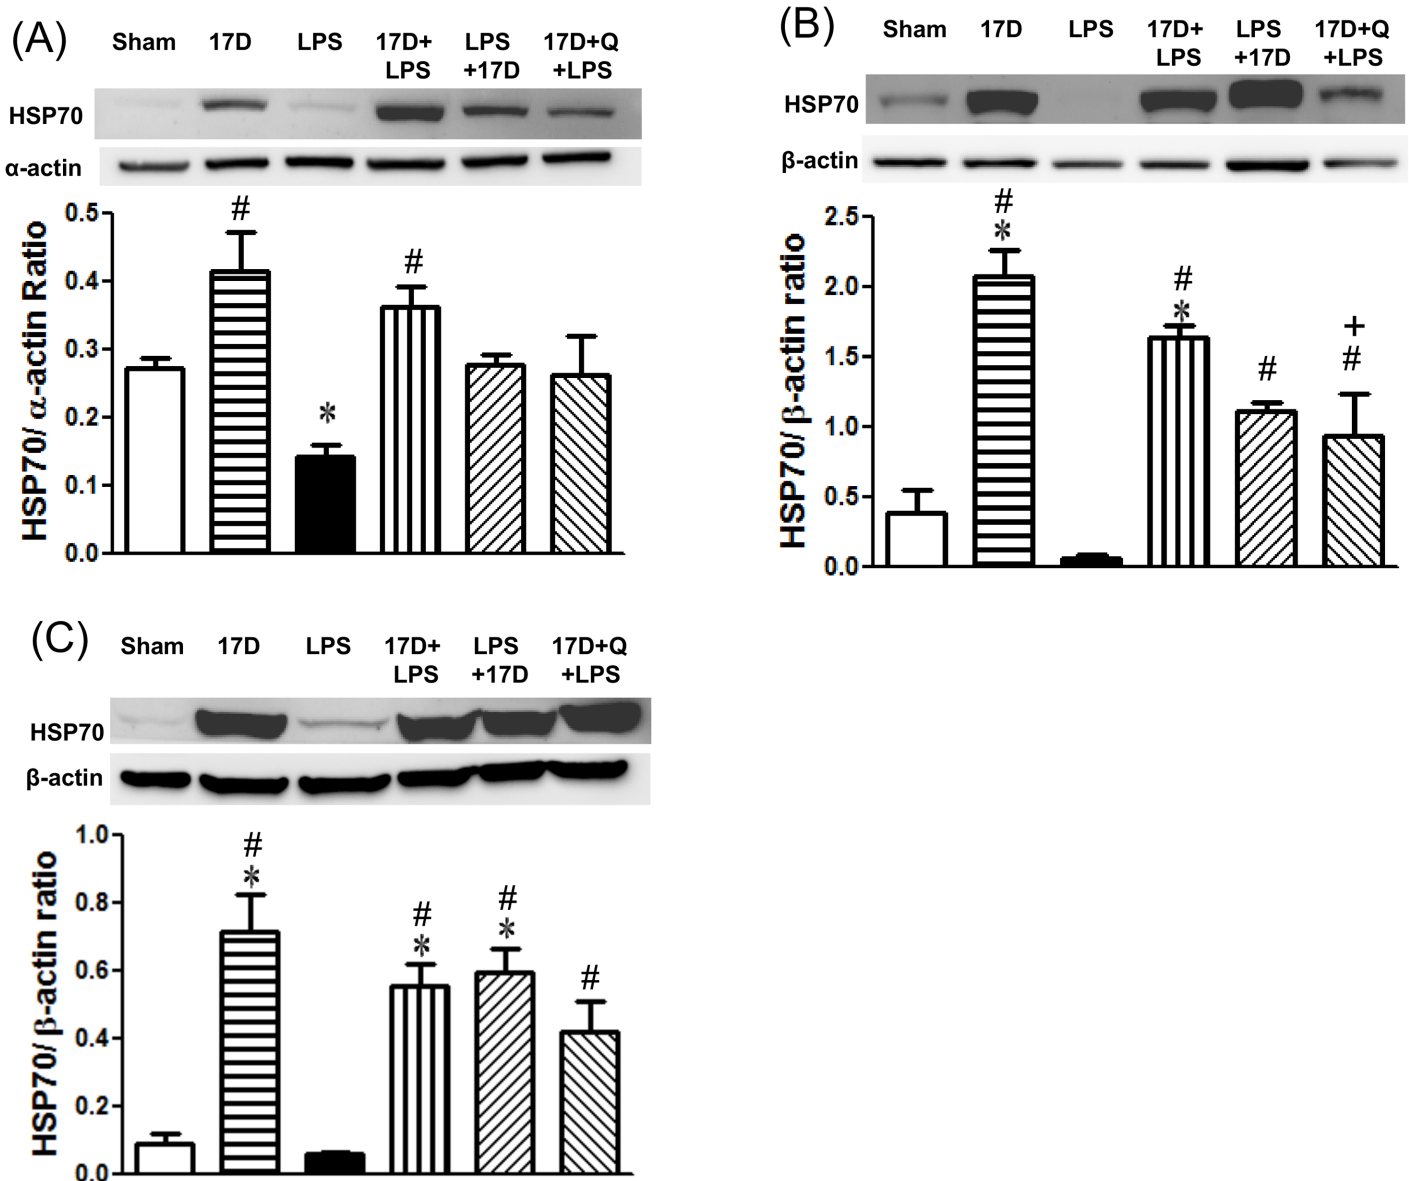 (A)
Sham 17D LPS 17D+ LPS 17D+Q
LPS +17D +LPS
HSP70
α-actin
HSP70/ α-actin Ratio
0.5
0.4
0.3
0.2
0.1
0.0
#
*
#
(B)
Sham 17D LPS 17D+ LPS 17D+Q
LPS +17D +LPS
HSP70
β-actin
HSP70/ β-actin ratio
2.5
2.0
1.5
1.0
0.5
0.0
#
*
#
*
#
+
#
(C)
Sham 17D LPS 17D+ LPS 17D+Q
LPS +17D +LPS
HSP70
β-actin
HSP70/ β-actin ratio
1.0
0.8
0.6
0.4
0.2
0.0
#
*
#
*
#
*
#